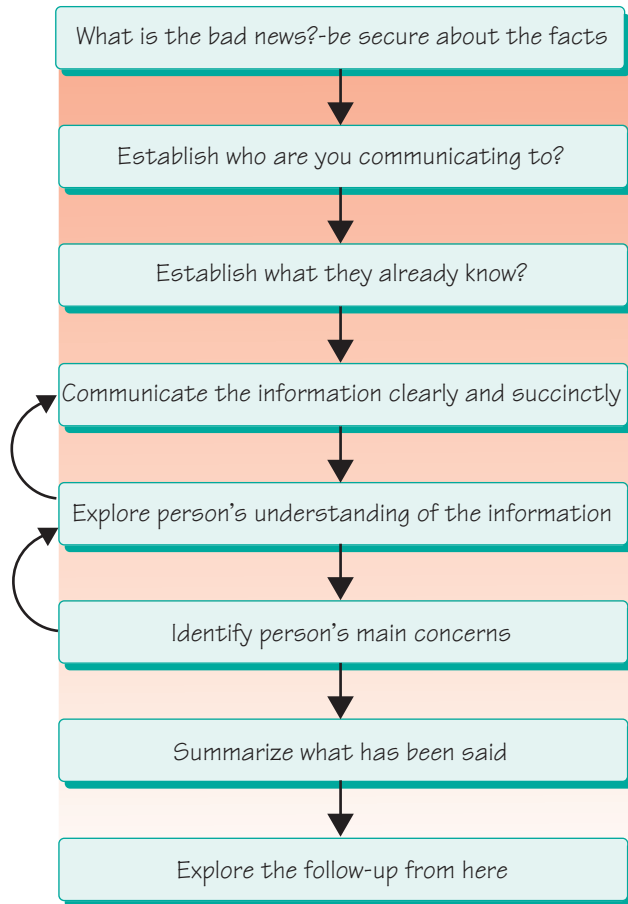 What is the bad news?-be secure about the facts
Establish who are you communicating to?
Establish what they already know?
Communicate the information clearly and succinctly
Explore person's understanding of the information
Identify person's main concerns
Summarize what has been said
Explore the follow-up from here